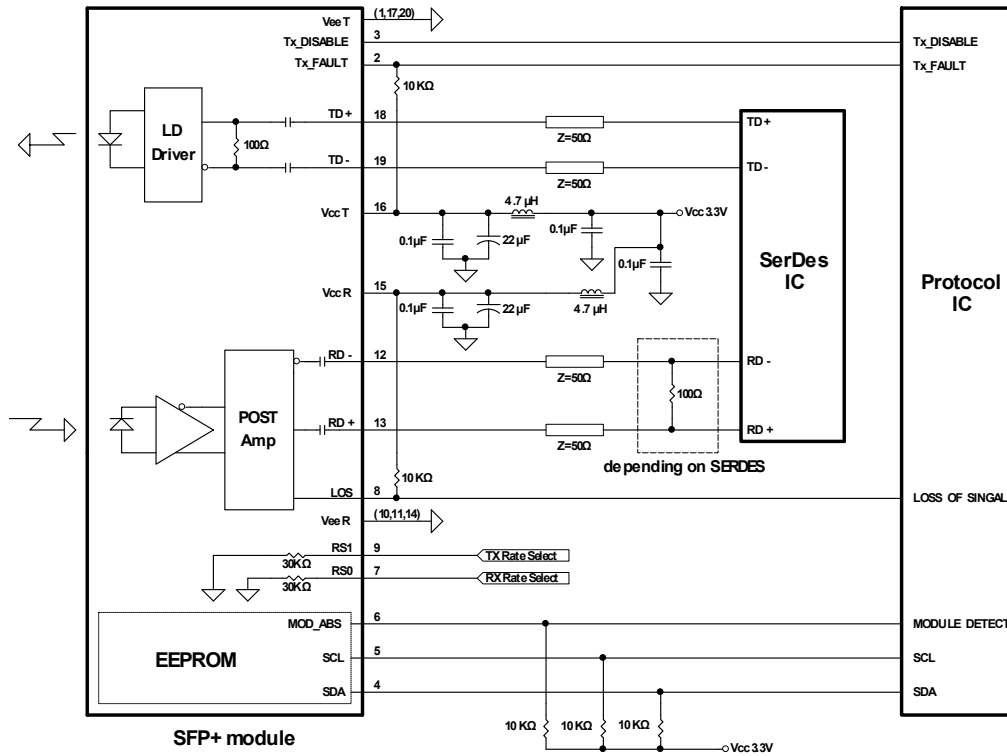 VeeT
(1,17,20)
Tx_DISABLE
3
Tx_DISABLE
Tx_FAULT
2
Tx_FAULT
10 KΩ
LD
Driver
100Ω
TD+
18
Z=50Ω
TD+
TD -
19
Z=50Ω
TD -
VccT
16
4.7 µH
Vcc3.3V
0.1µF
22µF
0.1µF
0.1µF
SerDes
IC
Protocol
IC
VccR
15
0.1µF
22µF
4.7 µH
RD -
12
Z=50Ω
RD -
100Ω
POST
Amp
RD +
13
Z=50Ω
RD +
depending on SERDES
10 KΩ
LOS
8
LOSS OF SINGAL
VeeR
(10,11,14)
RS1
9
TX Rate Select
30KΩ
RS0
7
RX Rate Select
30KΩ
MOD_ABS
6
MODULE DETECT
EEPROM
SCL
5
SCL
SDA
4
SDA
10 KΩ
10 KΩ
10 KΩ
Vcc3.3V
SFP+ module